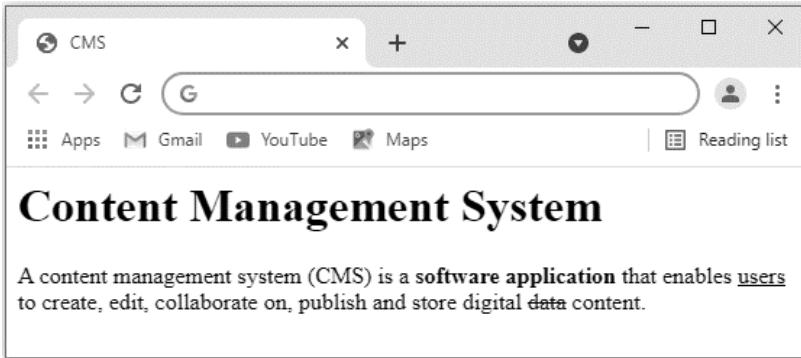 CMS
Apps Gmail YouTube Maps Reading list
Content Management System
A content management system (CMS) is a software application that enables users
to create, edit, collaborate on, publish and store digital data content.